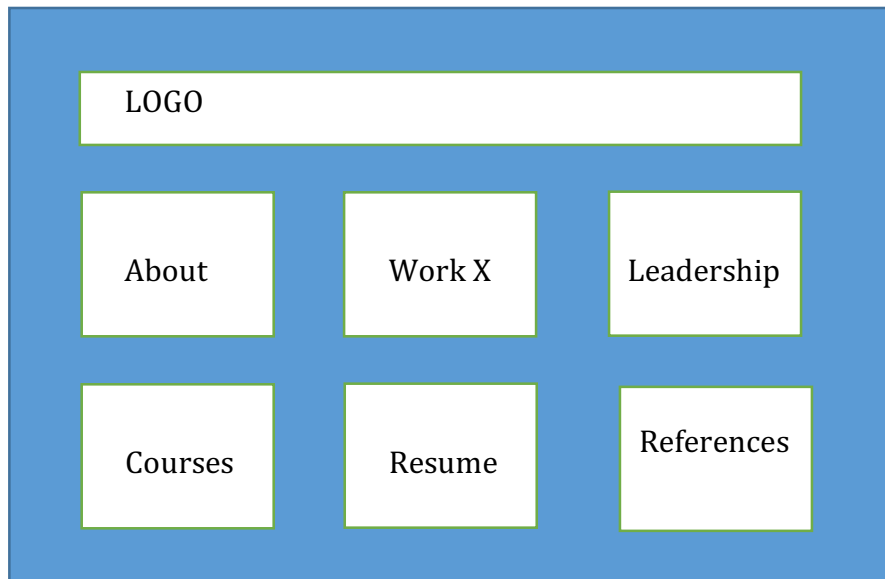 LOGO
About
Work X
Leadership
Courses
Resume
References